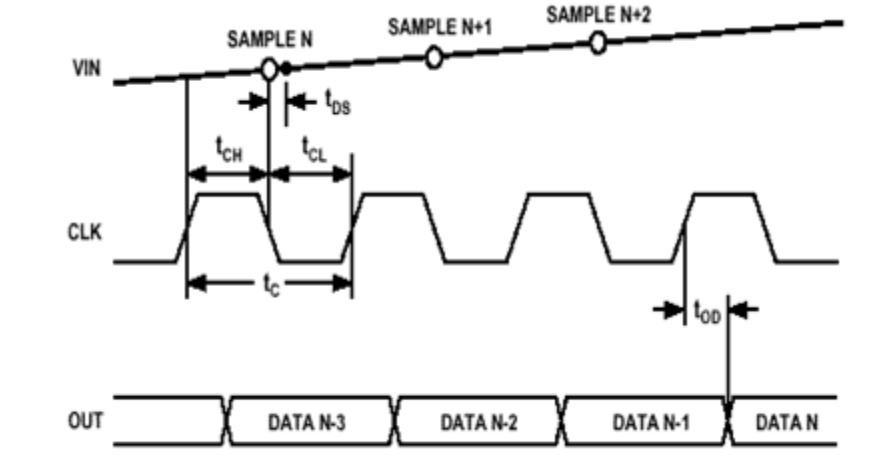 SAMPLE N
SAMPLE N+1
SAMPLE N+2
VIN
tDS
tCH
tCL
CLK
tC
tOD
OUT
DATA N-3
DATA N-2
DATA N-1
DATA N